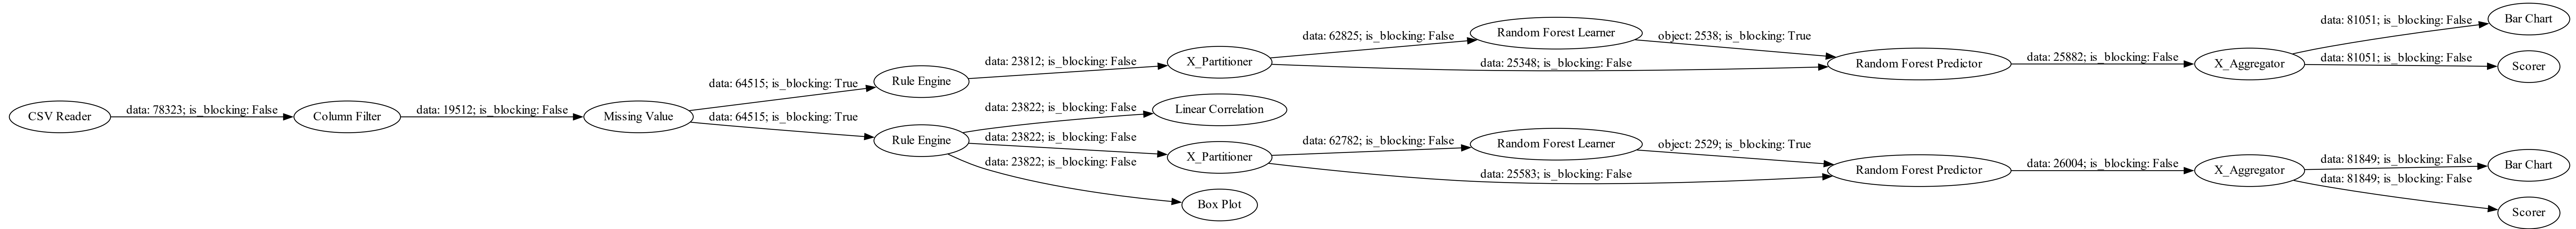 CSV Reader
data: 78323; is_blocking: False
Column Filter
data: 19512; is_blocking: False
Missing Value
data: 64515; is_blocking: True
Rule Engine
data: 23812; is_blocking: False
X_Partitioner
data: 62825; is_blocking: False
Random Forest Learner
object: 2538; is_blocking: True
data: 25348; is_blocking: False
Random Forest Predictor
data: 25882; is_blocking: False
X_Aggregator
data: 81051; is_blocking: False
Bar Chart
data: 81051; is_blocking: False
Scorer
data: 64515; is_blocking: True
Rule Engine
data: 23822; is_blocking: False
Linear Correlation
data: 23822; is_blocking: False
X_Partitioner
data: 23822; is_blocking: False
Box Plot
data: 62782; is_blocking: False
Random Forest Learner
object: 2529; is_blocking: True
data: 25583; is_blocking: False
Random Forest Predictor
data: 26004; is_blocking: False
X_Aggregator
data: 81849; is_blocking: False
Bar Chart
data: 81849; is_blocking: False
Scorer